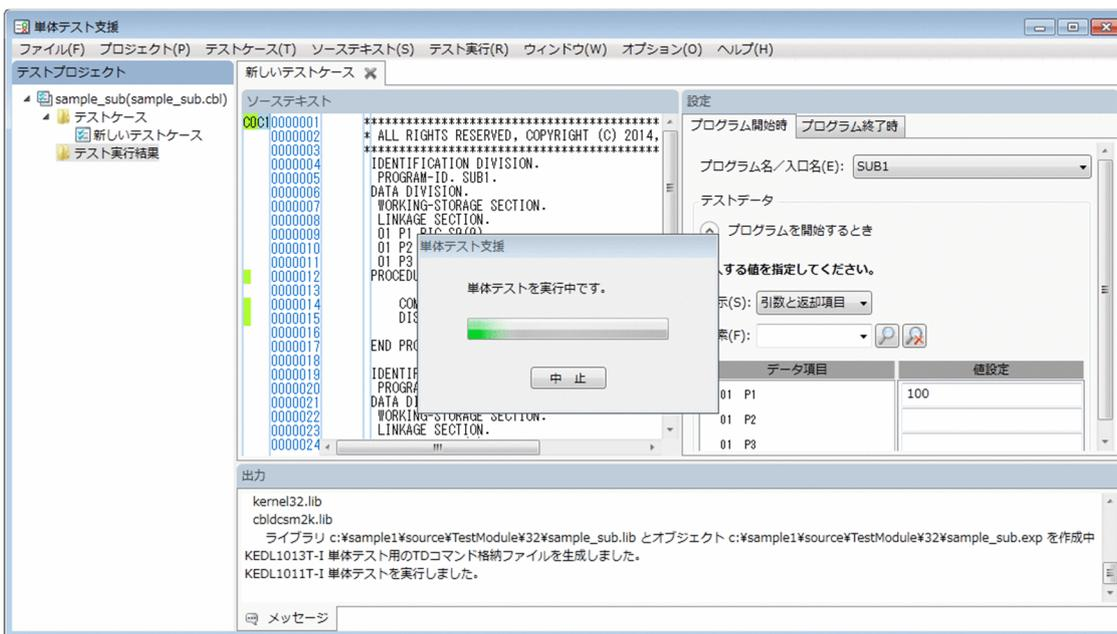 単体テスト支援
ファイル(F) プロジェクト(P) テストケース(T) ソーステキスト(S) テスト実行(R) ウィンドウ(W) オプション(O) ヘルプ(H)
テストプロジェクト
sample_sub(sample_sub.cbl)
テストケース
新しいテストケース
テスト実行結果
新しいテストケース
ソーステキスト
C0C1
0000001 ******************************************
0000002 * ALL RIGHTS RESERVED, COPYRIGHT (C) 2014,
0000003 ******************************************
0000004 IDENTIFICATION DIVISION.
0000005 PROGRAM-ID. SUB1.
0000006 DATA DIVISION.
0000007 WORKING-STORAGE SECTION.
0000008 LINKAGE SECTION.
0000009 01 P1 PIC S9(9)
0000010 01 P2
0000011 01 P3
0000012 PROCEDU
0000013
0000014 COM
0000015 DIS
0000016
0000017 END PRO
0000018
0000019 IDENTIF
0000020 PROGRA
0000021 DATA DI
0000022 WORKING-STORAGE SECTION.
0000023 LINKAGE SECTION.
0000024
設定
プログラム開始時 プログラム終了時
プログラム名/入口名(E): SUB1
テストデータ
プログラムを開始するとき
する値を指定してください。
示(S): 引数と返却項目
索(F):
データ項目 値設定
01 P1 100
01 P2
01 P3
単体テスト支援
単体テストを実行中です。
中 止
出力
kernel32.lib
cbldcsm2k.lib
ライブラリ c:¥sample1¥source¥TestModule¥32¥sample_sub.lib とオブジェクト c:¥sample1¥source¥TestModule¥32¥sample_sub.exp を作成中
KEDL1013T-I 単体テスト用のTDコマンド格納ファイルを生成しました。
KEDL1011T-I 単体テストを実行しました。
メッセージ